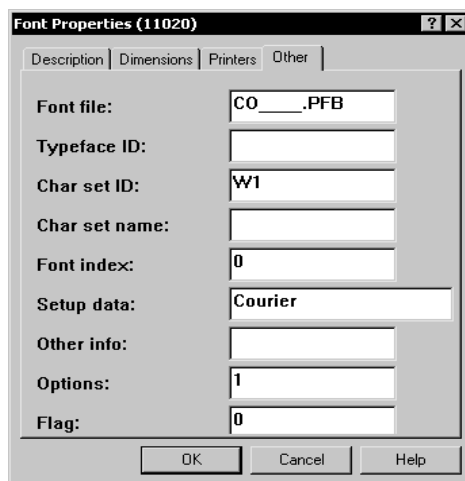 Font Properties (11020)
Description Dimensions Printers Other
Font file: CO____.PFB
Typeface ID:
Char set ID: W1
Char set name:
Font index: 0
Setup data: Courier
Other info:
Options: 1
Flag: 0
OK Cancel Help